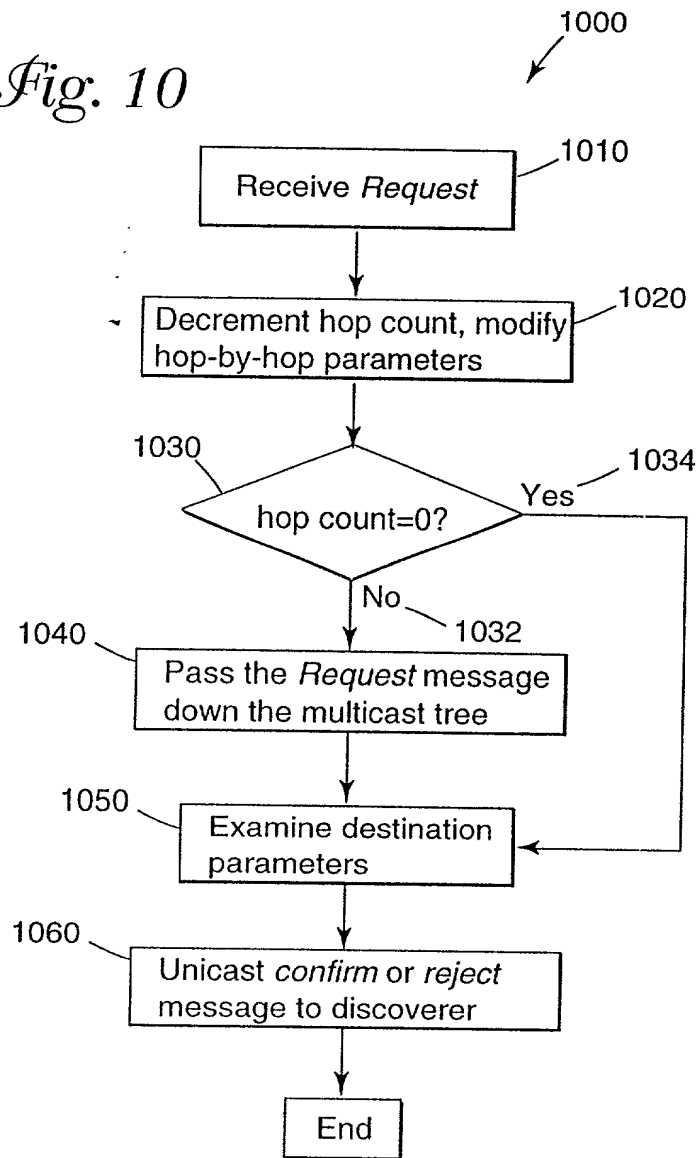 1000
Fig. 10
1010
Receive Request
1020
Decrement hop count, modify
hop-by-hop parameters
1030
1034
Yes
hop count=0?
No
1032
1040
Pass the Request message
down the multicast tree
1050
Examine destination
parameters
1060
Unicast confirm or reject
message to discoverer
End